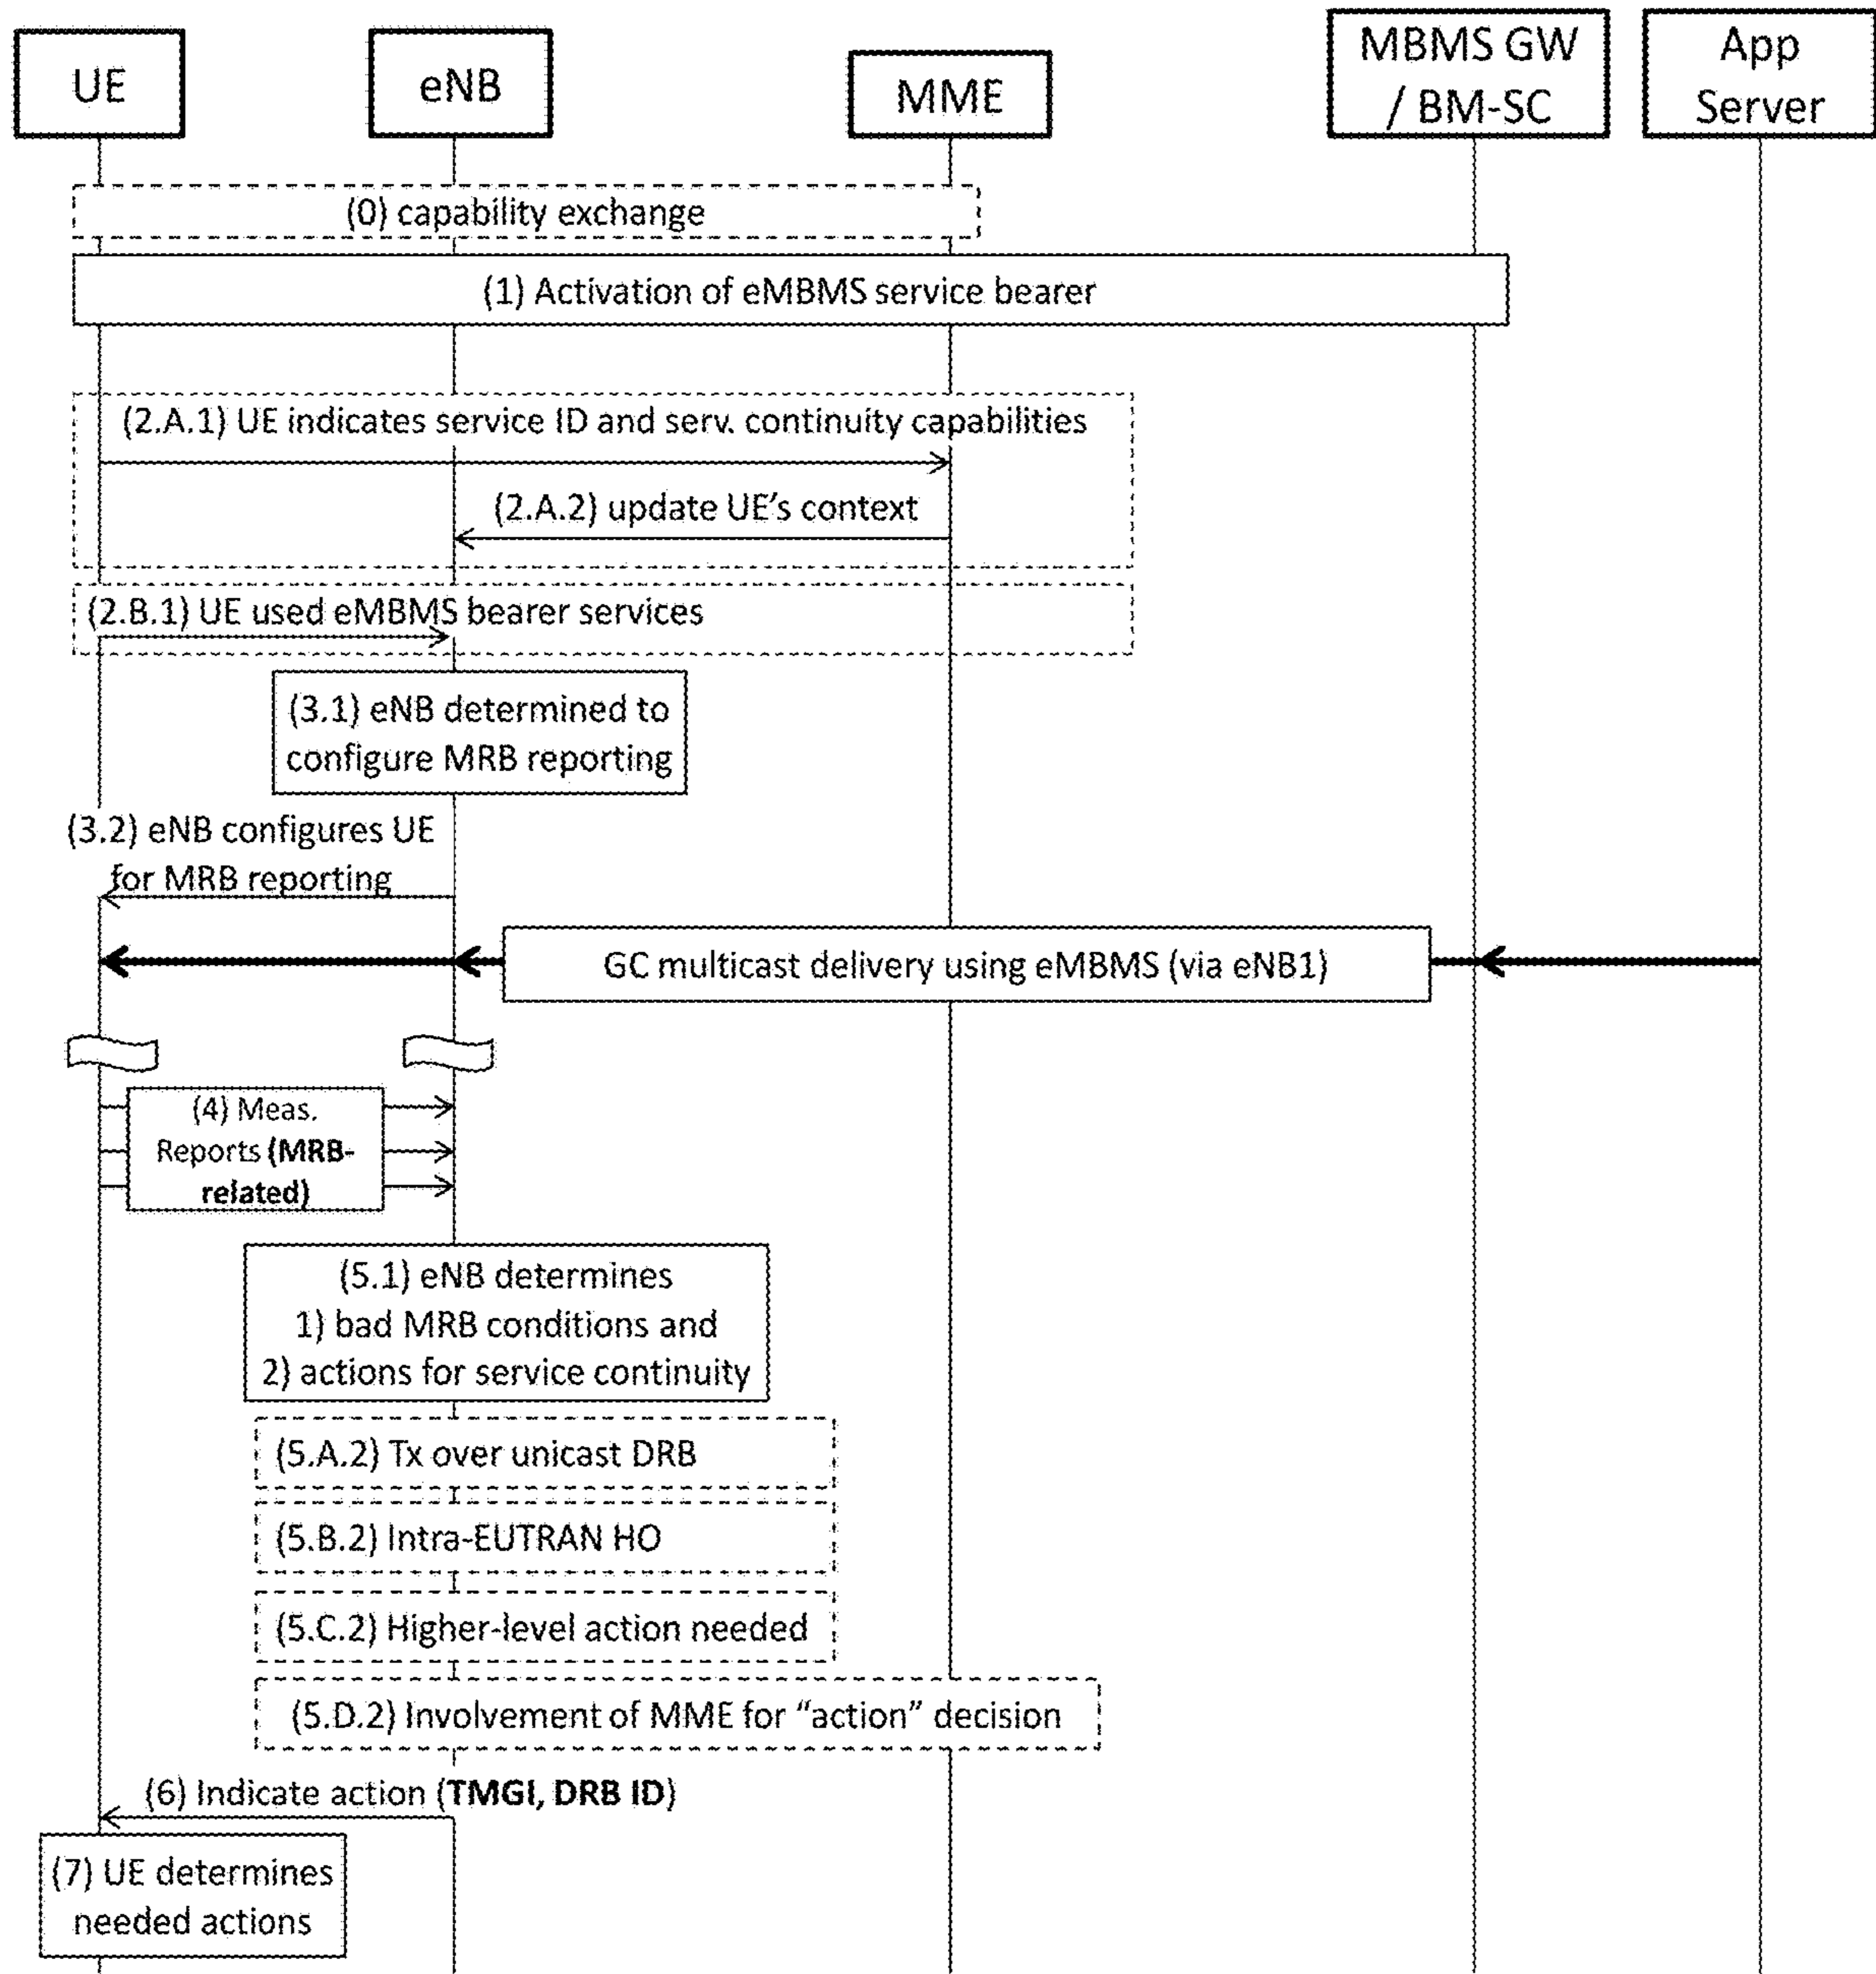 UE
eNB
MME
MBMS GW
/ BM-SC
App
Server
(0) capability exchange
(1) Activation of eMBMS service bearer
(2.A.1) UE indicates service ID and serv. continuity capabilities
(2.A.2) update UE's context
(2.B.1) UE used eMBMS bearer services
(3.1) eNB determined to
configure MRB reporting
(3.2) eNB configures UE
for MRB reporting
GC multicast delivery using eMBMS (via eNB1)
(4) Meas.
Reports (MRB-
related)
(5.1) eNB determines
1) bad MRB conditions and
2) actions for service continuity
(5.A.2) Tx over unicast DRB
(5.B.2) Intra-EUTRAN HO
(5.C.2) Higher-level action needed
(5.D.2) Involvement of MME for “action” decision
(6) Indicate action (TMGI, DRB ID)
(7) UE determines
needed actions